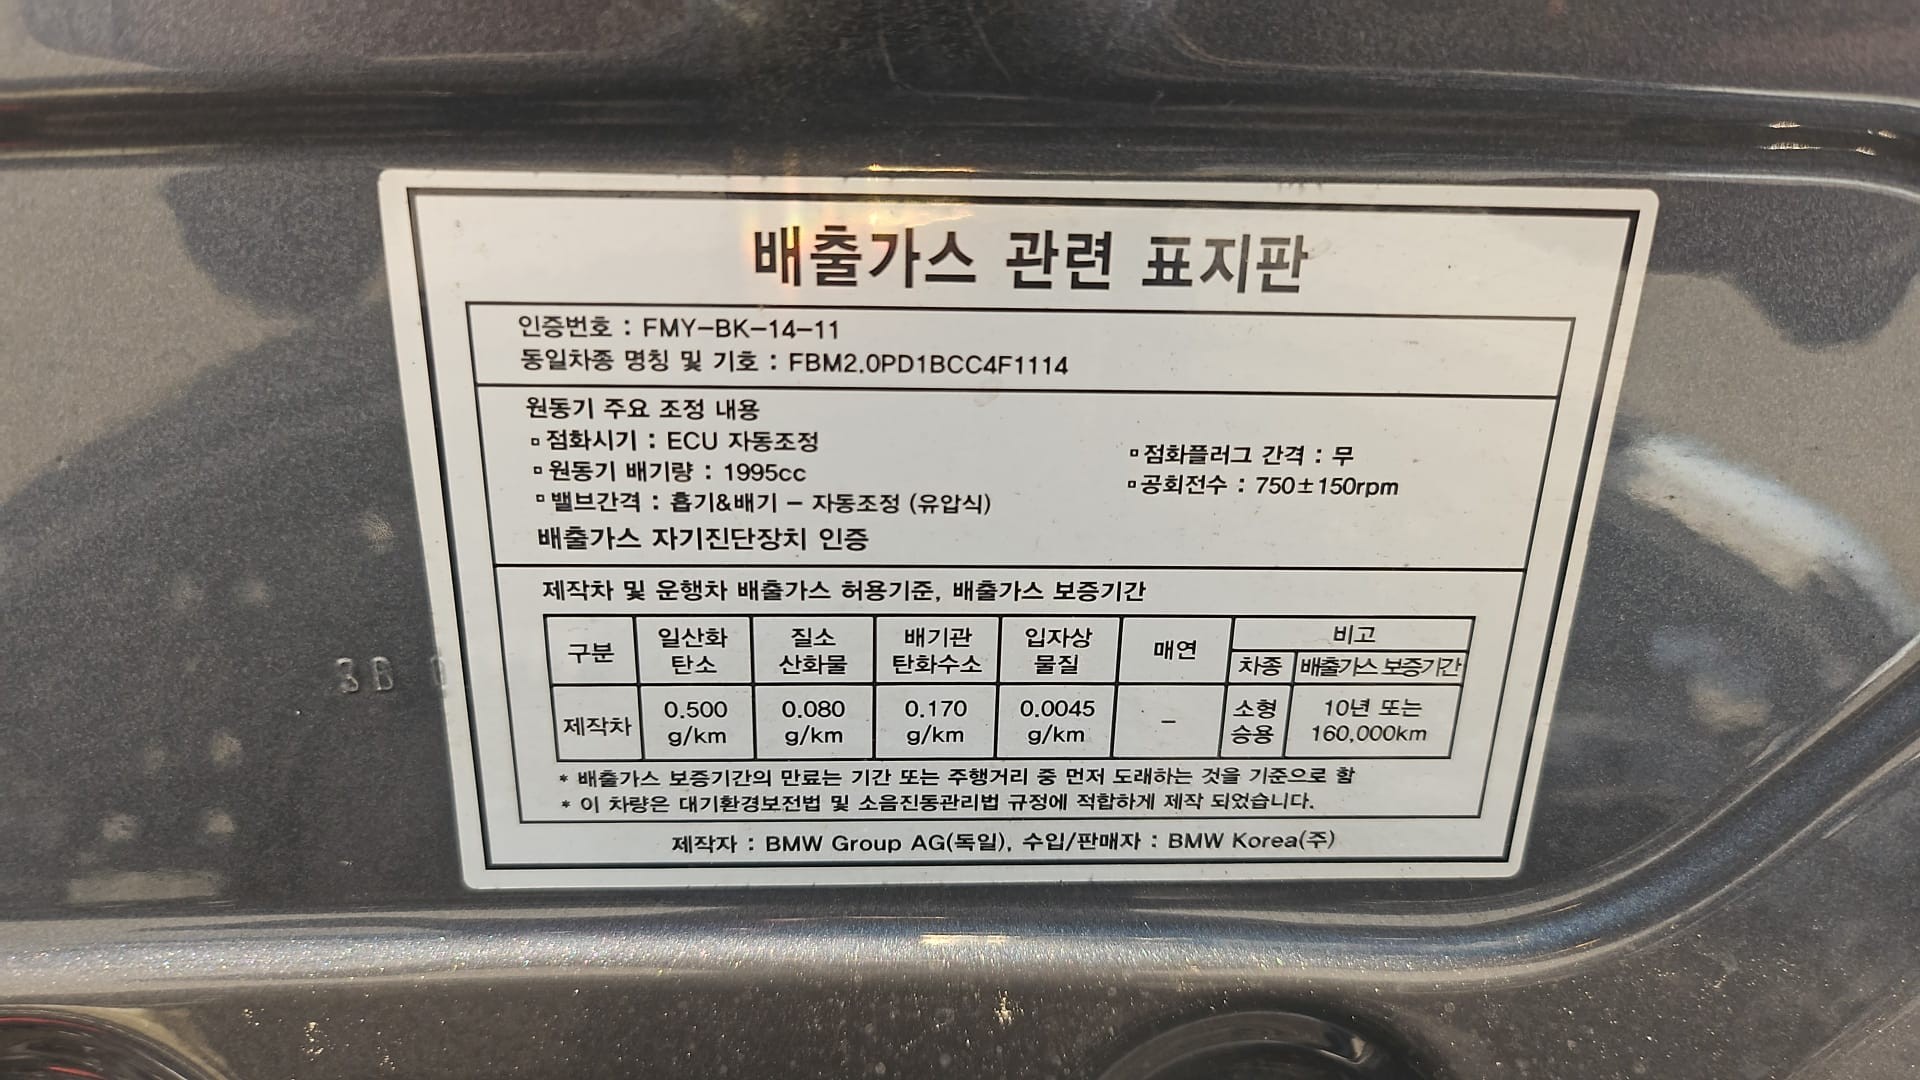 배출가스 관련 표지판
인증번호 : FMY-BK-14-11
동일차종 명칭 및 기호 : FBM2.0PD1BCC4F1114
원동기 주요 조정 내용
▫점화시기 : ECU 자동조정
▫점화플러그 간격 : 무
▫원동기 배기량 : 1995cc
▫공회전수 : 750±150rpm
▫밸브간격 : 흡기&배기 - 자동조정 (유압식)
배출가스 자기진단장치 인증
제작차 및 운행차 배출가스 허용기준, 배출가스 보증기간
구분 일산화 탄소 질소 산화물 배기관 탄화수소 입자상 물질 매연 비고
차종 배출가스 보증기간
제작차 0.500 g/km 0.080 g/km 0.170 g/km 0.0045 g/km - 소형 승용 10년 또는 160,000km
* 배출가스 보증기간의 만료는 기간 또는 주행거리 중 먼저 도래하는 것을 기준으로 함
* 이 차량은 대기환경보전법 및 소음진동관리법 규정에 적합하게 제작 되었습니다.
제작자 : BMW Group AG(독일), 수입/판매자 : BMW Korea(주)